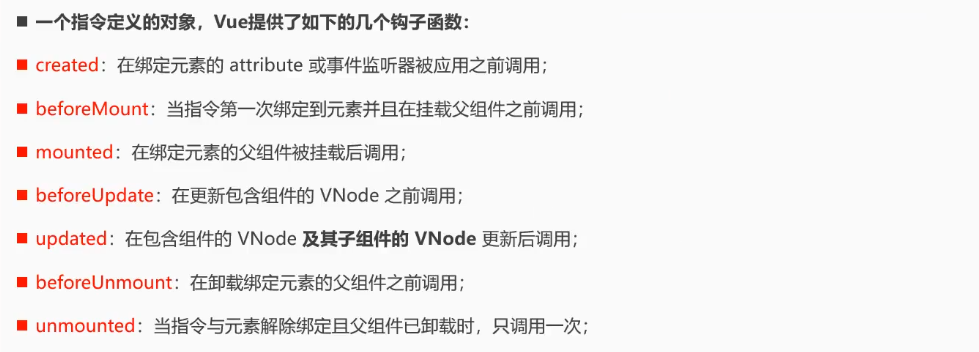 一个指令定义的对象，Vue提供了如下的几个钩子函数：
created：在绑定元素的 attribute 或事件监听器被应用之前调用；
beforeMount：当指令第一次绑定到元素并且在挂载父组件之前调用；
mounted：在绑定元素的父组件被挂载后调用；
beforeUpdate：在更新包含组件的 VNode 之前调用；
updated：在包含组件的 VNode 及其子组件的 VNode 更新后调用；
beforeUnmount：在卸载绑定元素的父组件之前调用；
unmounted：当指令与元素解除绑定且父组件已卸载时，只调用一次；